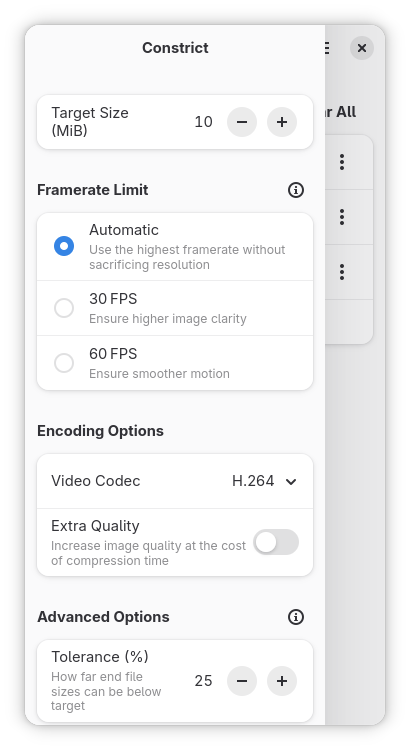 Constrict
Target Size
(MiB)
10
Framerate Limit
Automatic
Use the highest framerate without
sacrificing resolution
30 FPS
Ensure higher image clarity
60 FPS
Ensure smoother motion
Encoding Options
Video Codec
H.264
Extra Quality
Increase image quality at the cost
of compression time
Advanced Options
Tolerance (%)
How far end file
sizes can be below
target
25
All